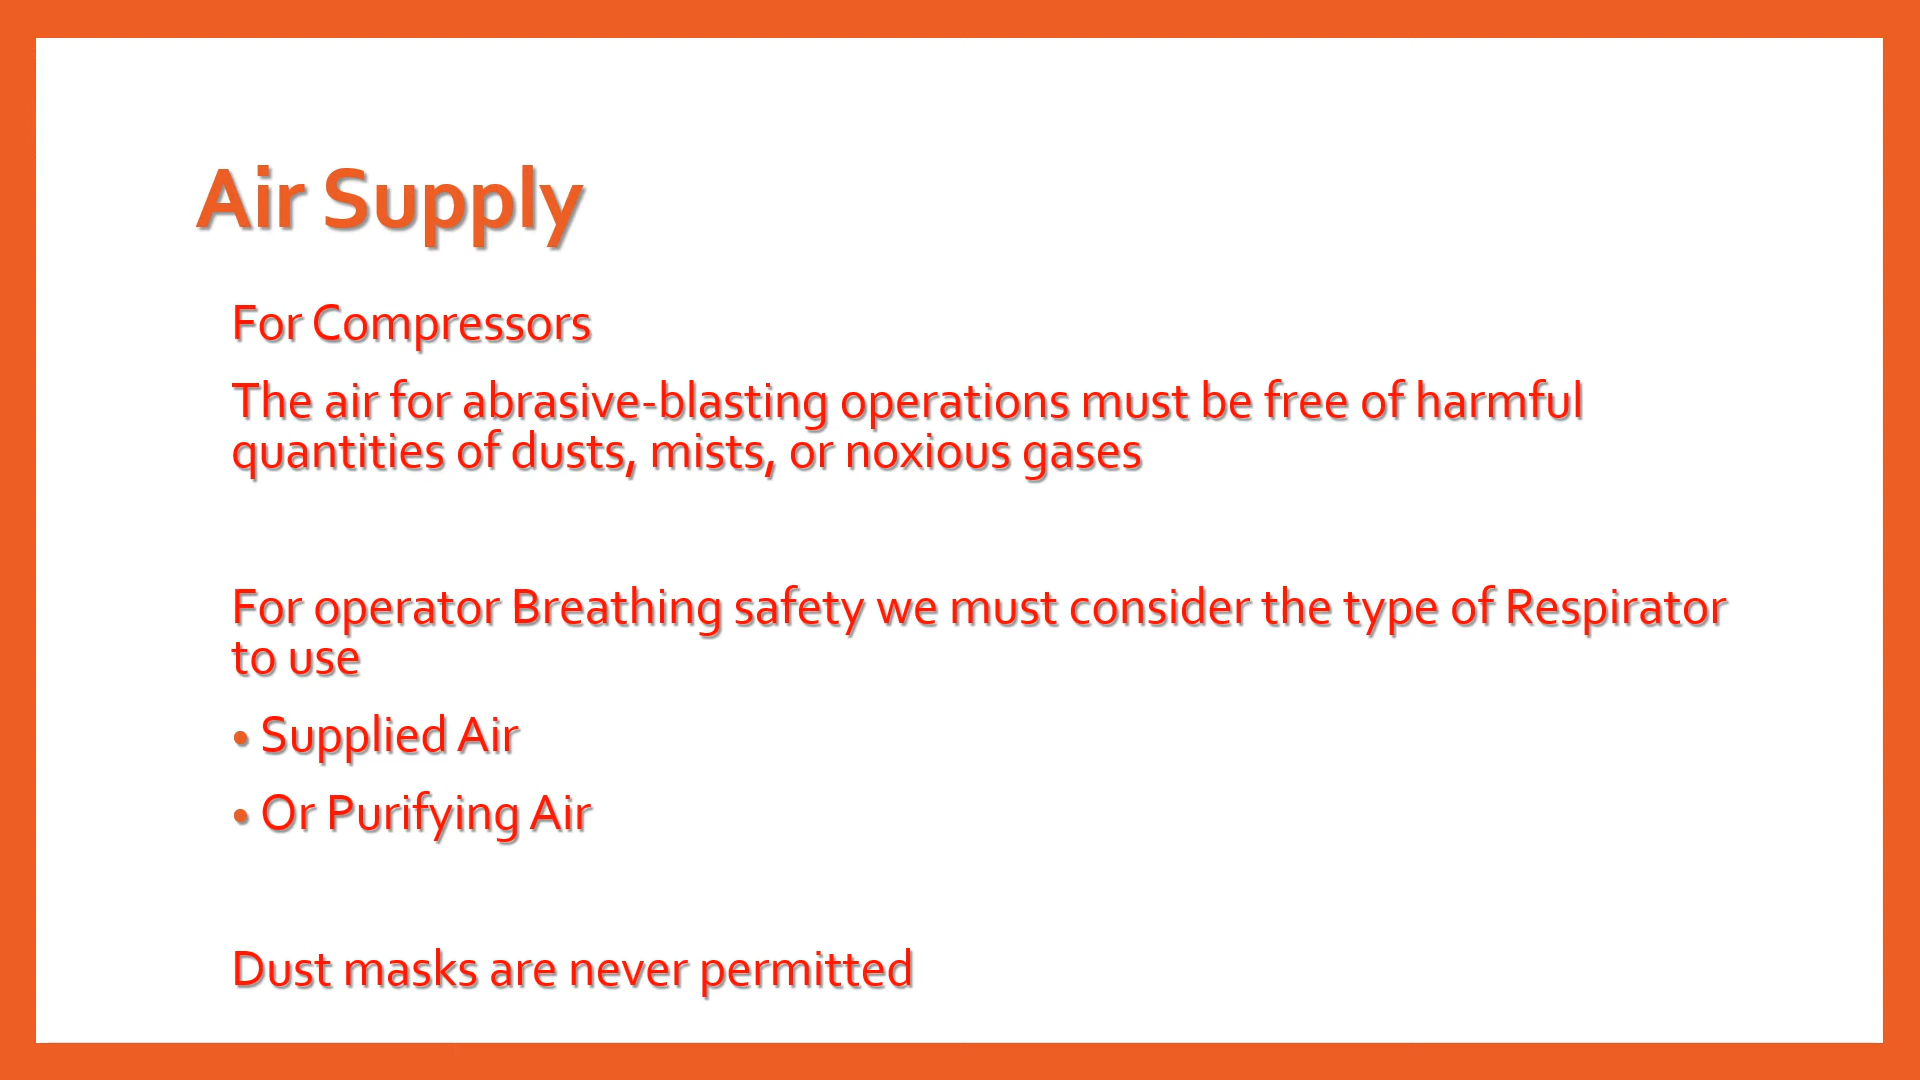 Air Supply
For Compressors
The air for abrasive-blasting operations must be free of harmful
quantities of dusts, mists, or noxious gases
For operator Breathing safety we must consider the type of Respirator
to use
• Supplied Air
• Or Purifying Air
Dust masks are never permitted